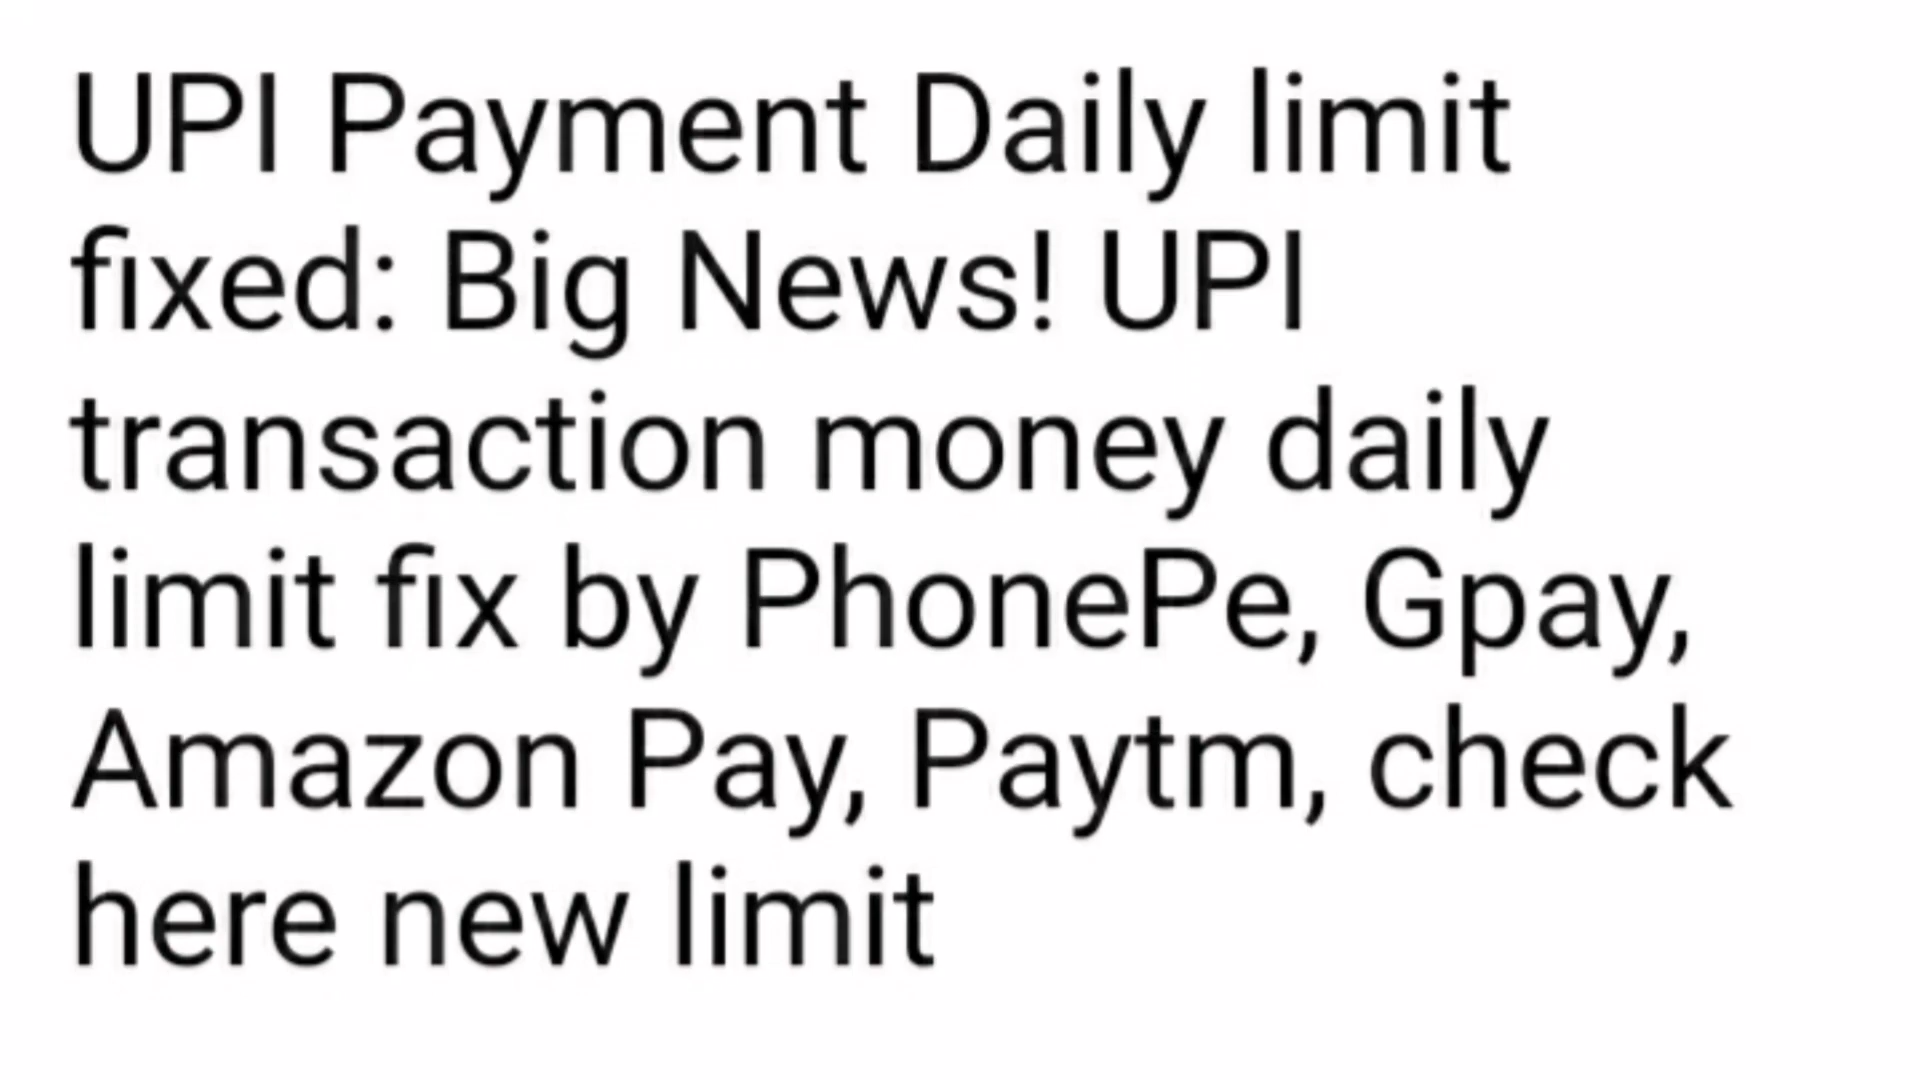 UPI Payment Daily limit
fixed: Big News! UPI
transaction money daily
limit fix by PhonePe, Gpay,
Amazon Pay, Paytm, check
here new limit